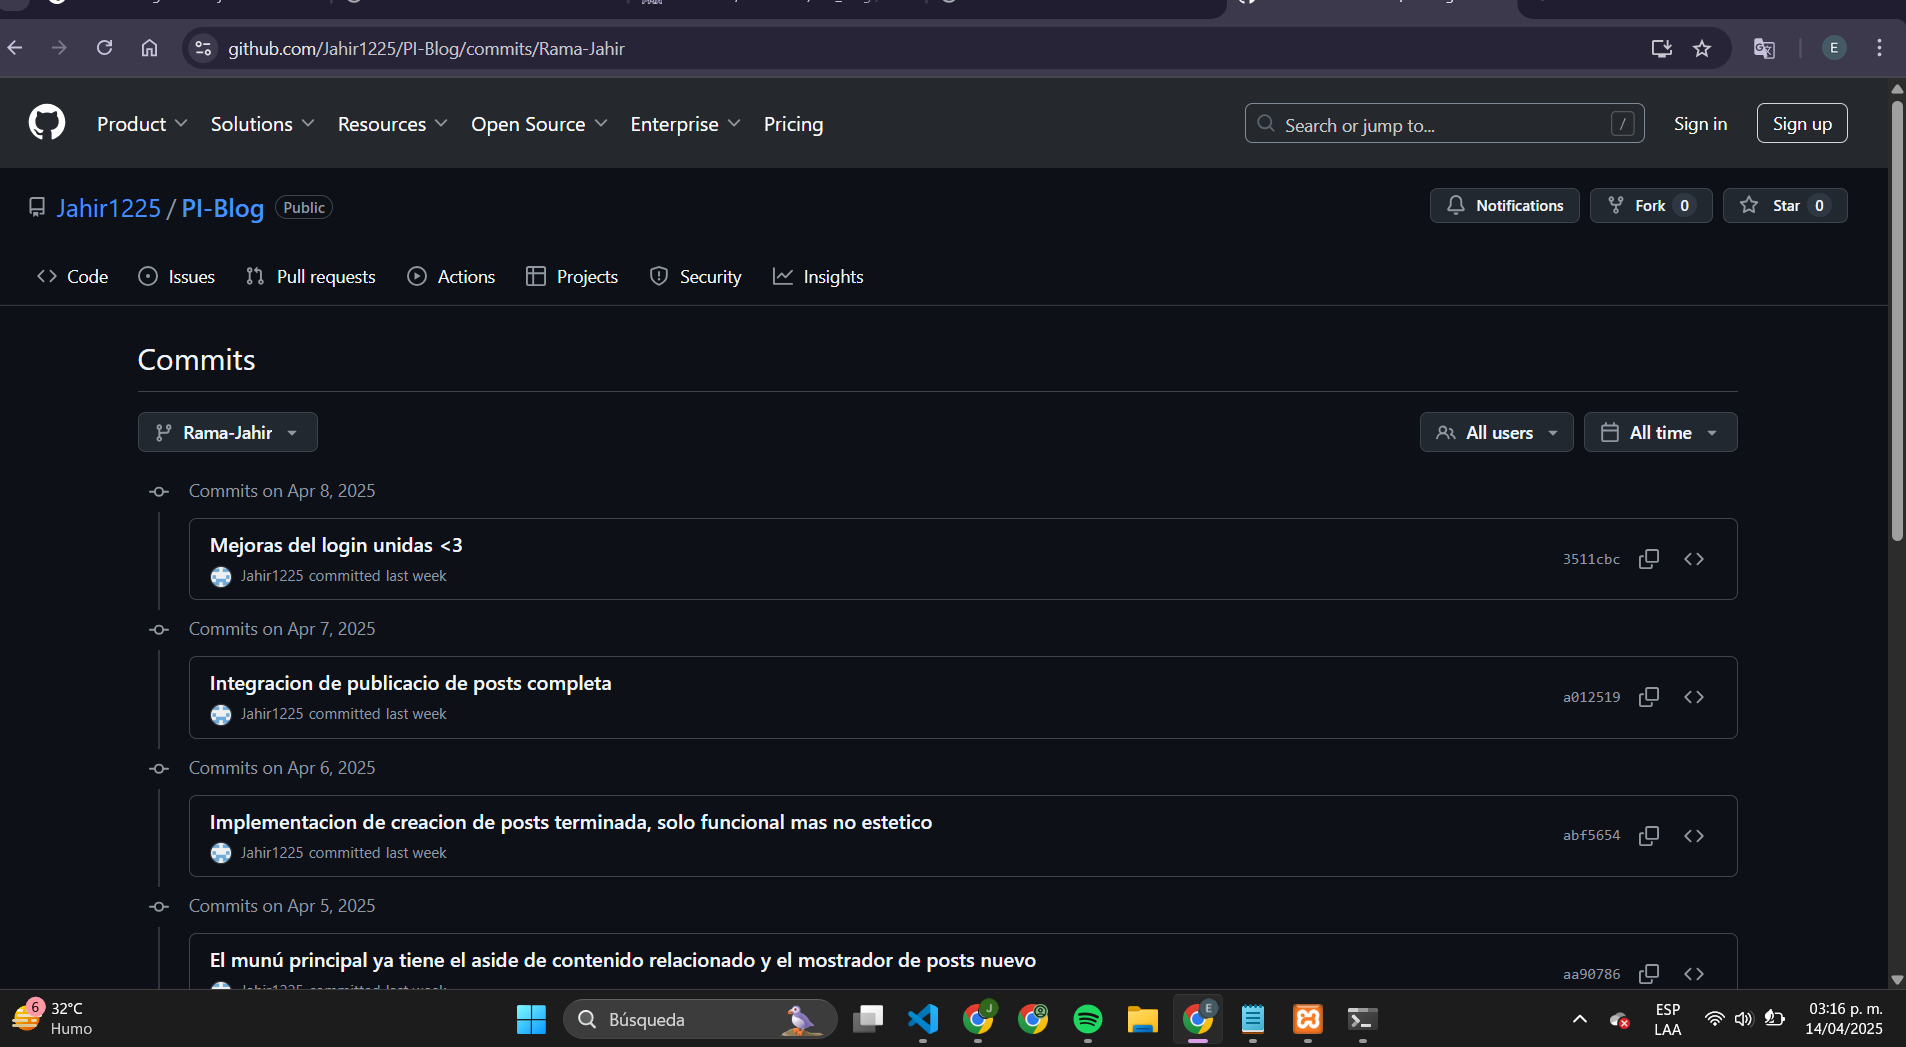 github.com/Jahir1225/PI-Blog/commits/Rama-Jahir
E
Product Solutions Resources Open Source Enterprise Pricing
Search or jump to... /
Sign in
Sign up
Jahir1225 / PI-Blog Public
Notifications
Fork 0
Star 0
Code Issues Pull requests Actions Projects Security Insights
Commits
Rama-Jahir
All users
All time
Commits on Apr 8, 2025
Mejoras del login unidas <3
Jahir1225 committed last week
3511cbc
Commits on Apr 7, 2025
Integracion de publicacio de posts completa
Jahir1225 committed last week
a012519
Commits on Apr 6, 2025
Implementacion de creacion de posts terminada, solo funcional mas no estetico
Jahir1225 committed last week
abf5654
Commits on Apr 5, 2025
El munú principal ya tiene el aside de contenido relacionado y el mostrador de posts nuevo
Jahir1225 committed last week
aa90786
6
32°C
Humo
Búsqueda
J
E
ESP
LAA
03:16 p. m.
14/04/2025